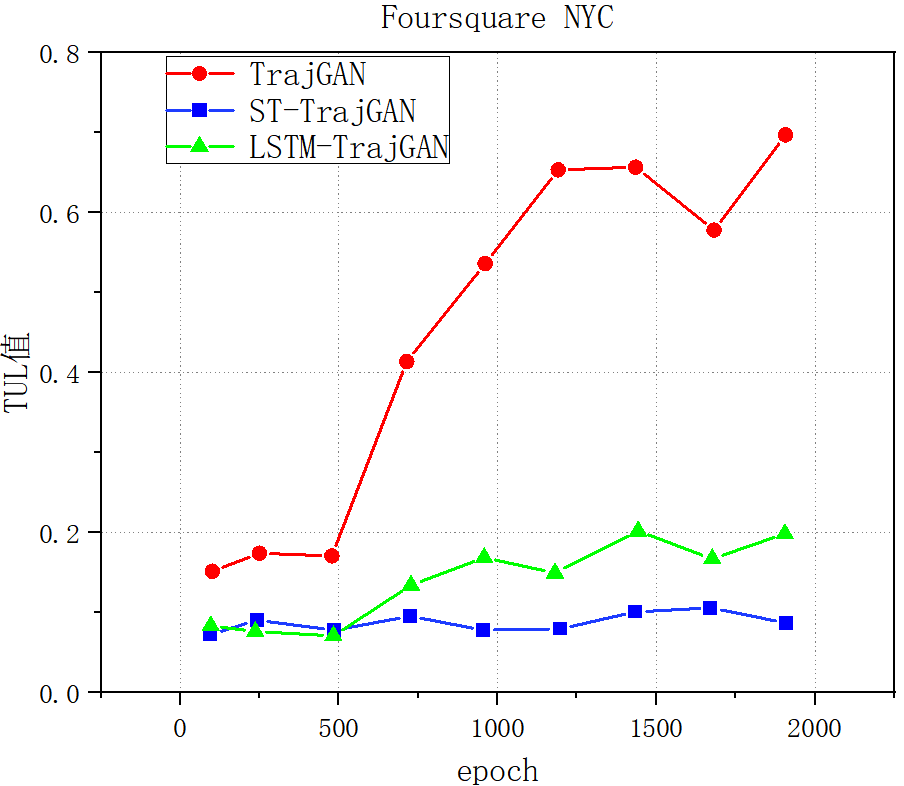 Foursquare NYC
TrajGAN
ST-TrajGAN
LSTM-TrajGAN
0.8
0.6
0.4
0.2
0.0
TUL值
0 500 1000 1500 2000
epoch